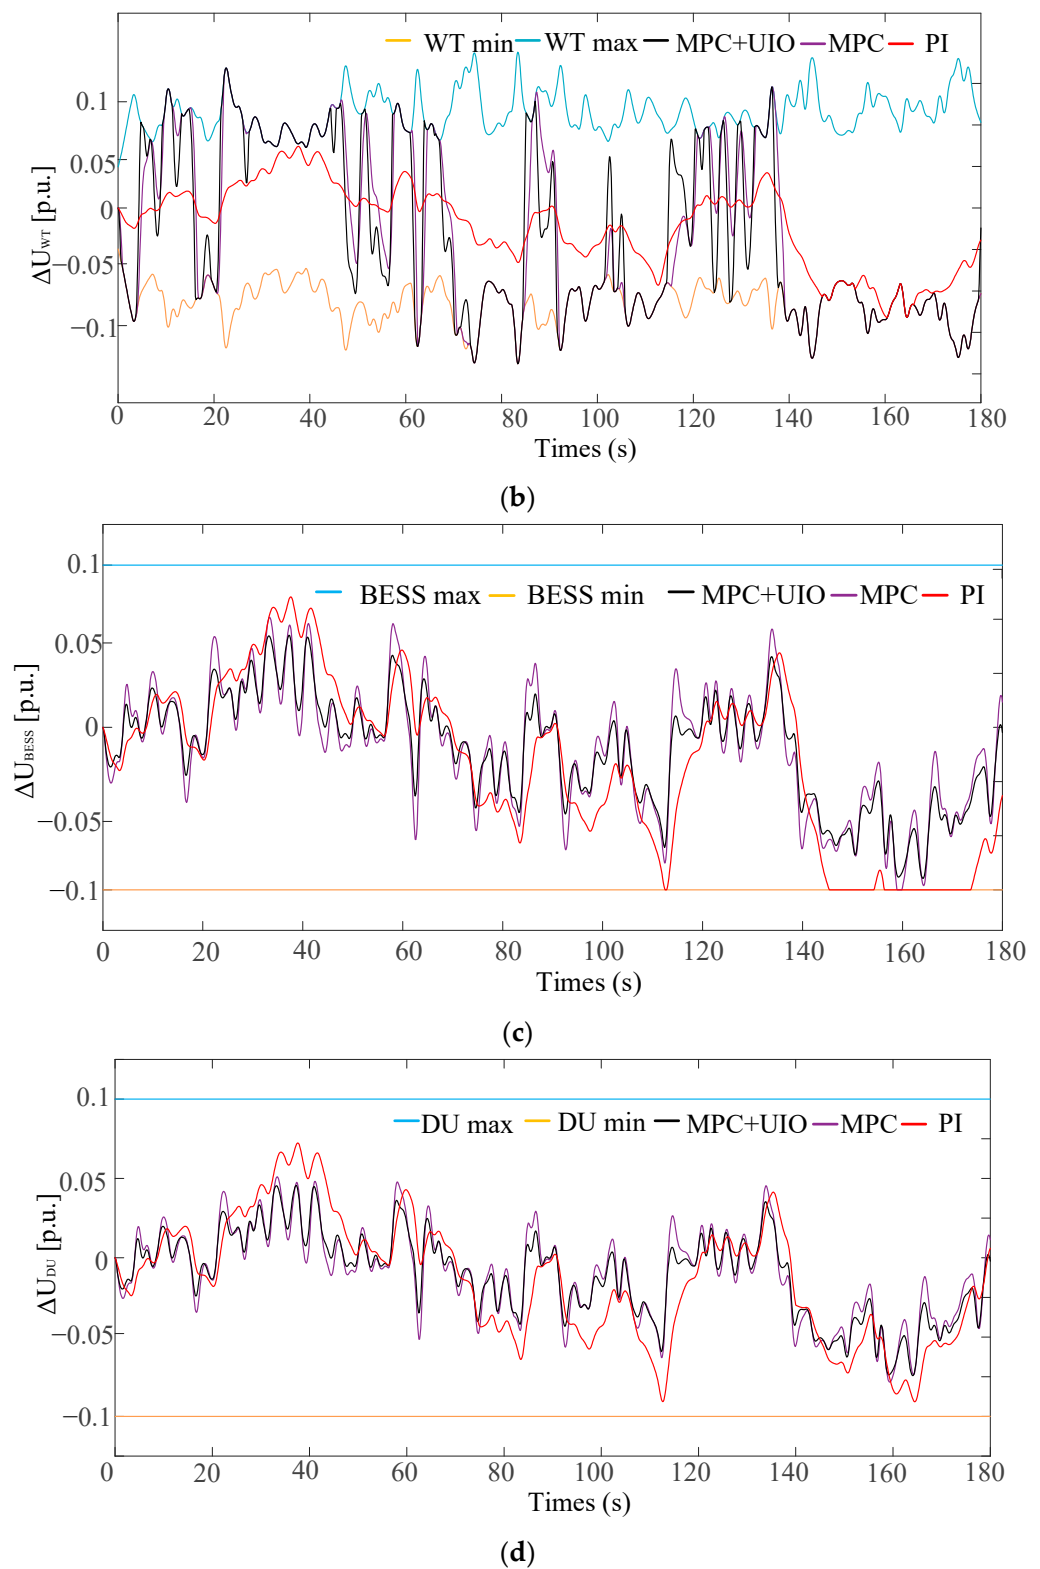 WT min WT max MPC+UIO MPC PI
0.1
0.05
0
−0.05
−0.1
ΔU_WT [p.u.]
0 20 40 60 80 100 120 140 160 180
Times (s)
(b)
BESS max BESS min MPC+UIO MPC PI
0.1
0.05
0
−0.05
−0.1
ΔU_BESS [p.u.]
0 20 40 60 80 100 120 140 160 180
Times (s)
(c)
DU max DU min MPC+UIO MPC PI
0.1
0.05
0
−0.05
−0.1
ΔU_DU [p.u.]
0 20 40 60 80 100 120 140 160 180
Times (s)
(d)